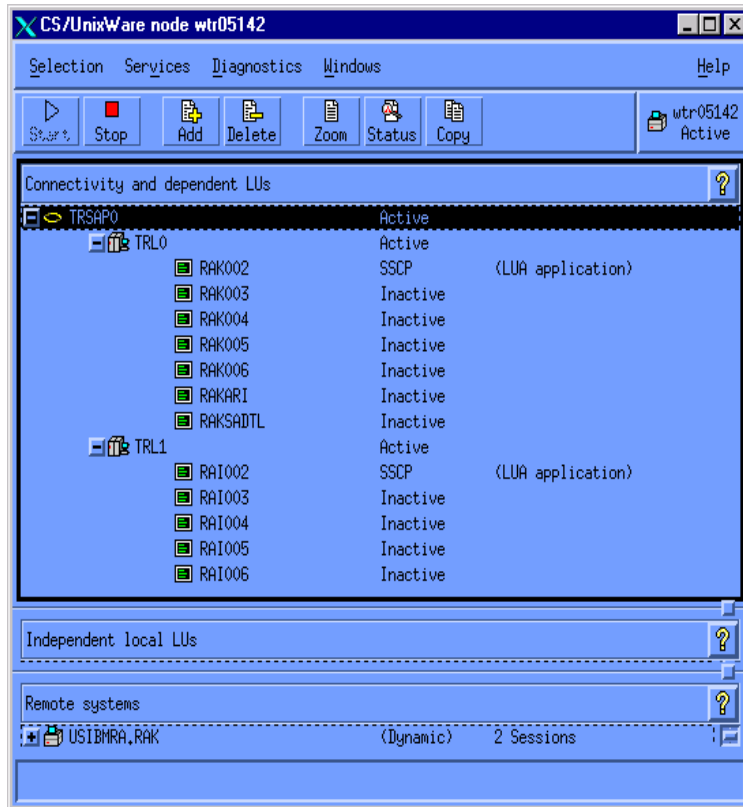 CS/UnixWare node wtr05142
Selection Services Diagnostics Windows Help
Start Stop Add Delete Zoom Status Copy wtr05142 Active
Connectivity and dependent LUs ?
TRSAP0 Active
TRL0 Active
RAK002 SSCP (LUA application)
RAK003 Inactive
RAK004 Inactive
RAK005 Inactive
RAK006 Inactive
RAKARI Inactive
RAKSADTL Inactive
TRL1 Active
RAI002 SSCP (LUA application)
RAI003 Inactive
RAI004 Inactive
RAI005 Inactive
RAI006 Inactive
Independent local LUs ?
Remote systems ?
USIBMRA.RAK (Dynamic) 2 Sessions